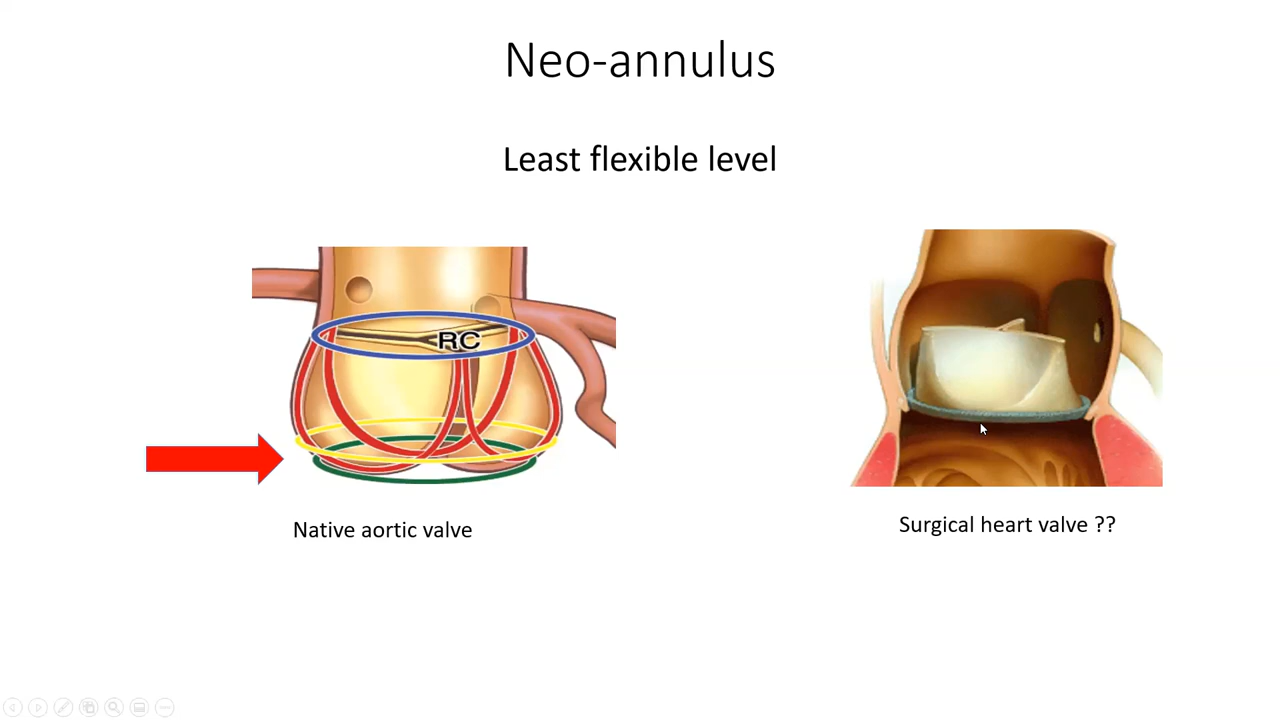 Neo-annulus
Least flexible level
RC
Native aortic valve
Surgical heart valve ??